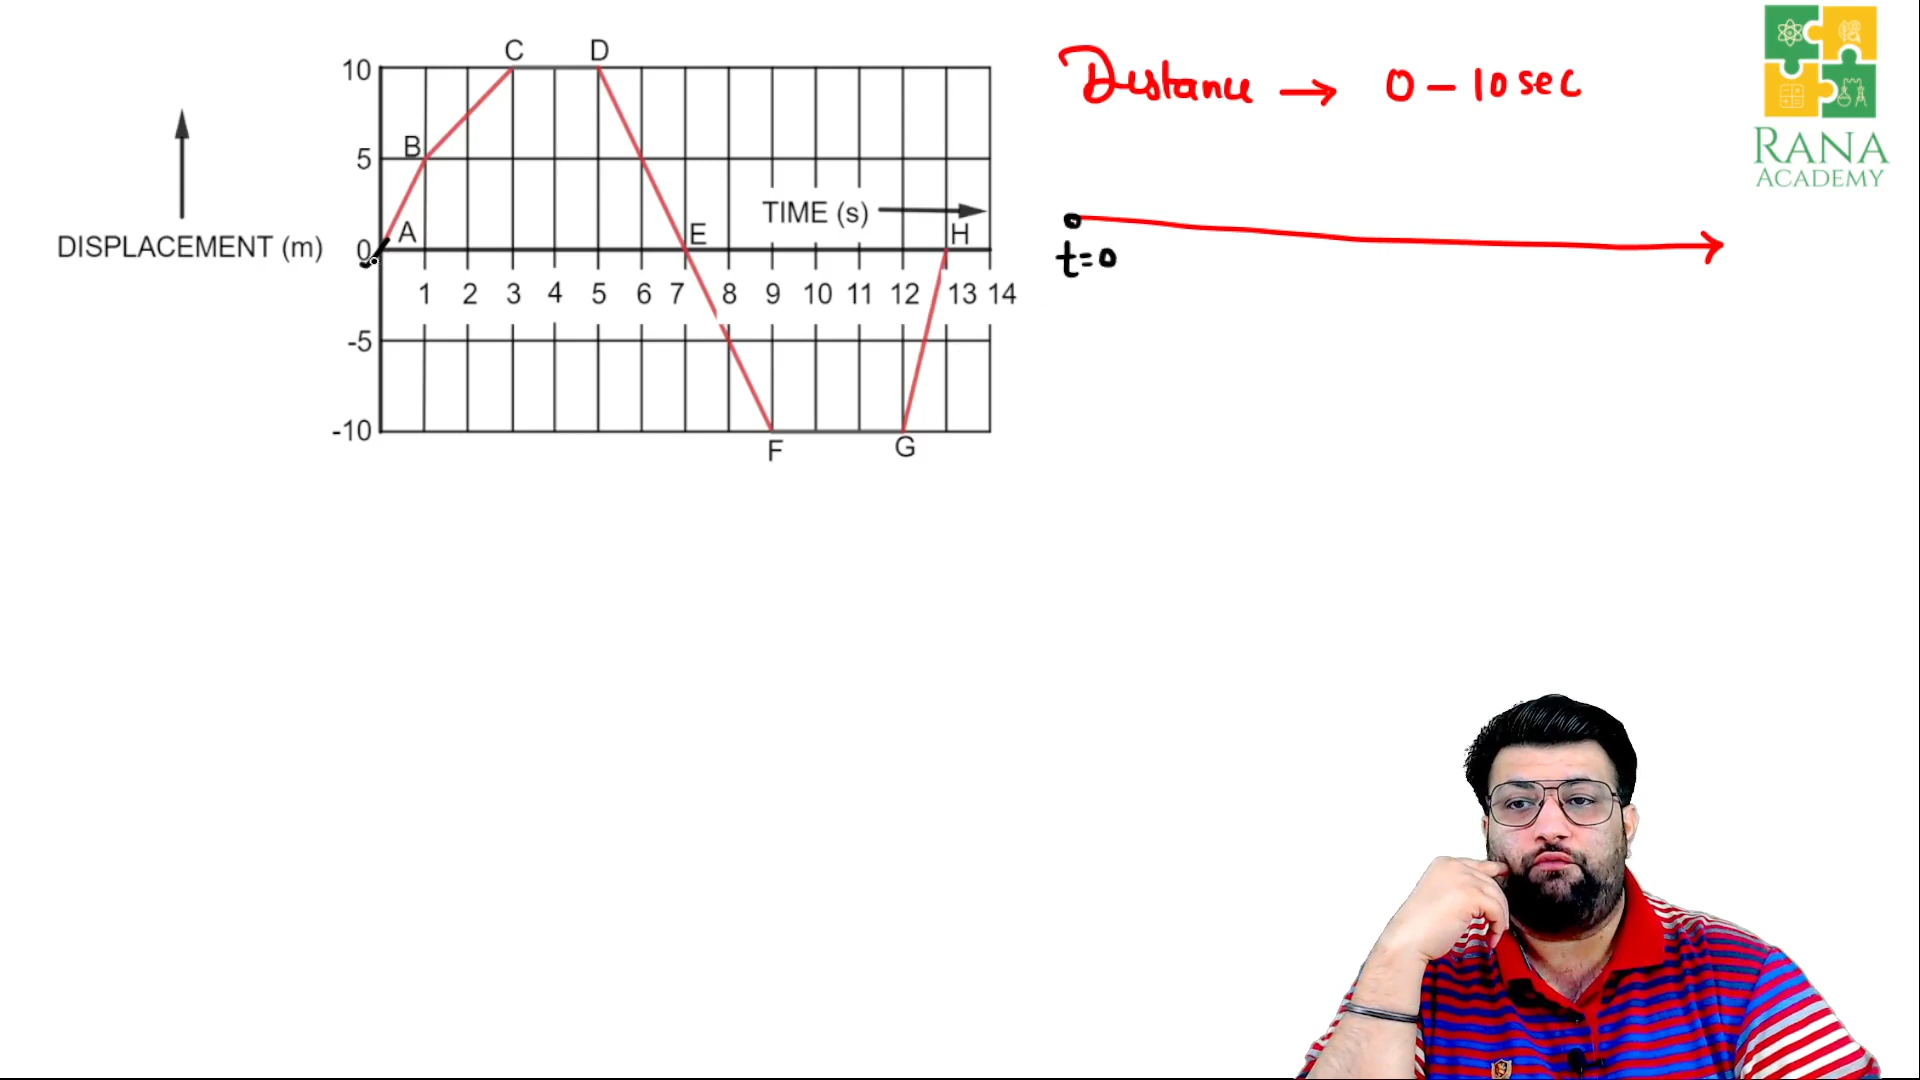 C D
10
B
5
TIME (s)
A
E
H
DISPLACEMENT (m)
0
1 2 3 4 5 6 7 8 9 10 11 12 13 14
-5
-10
F
G
Distance → 0 - 10 sec
t=0
RANA
ACADEMY